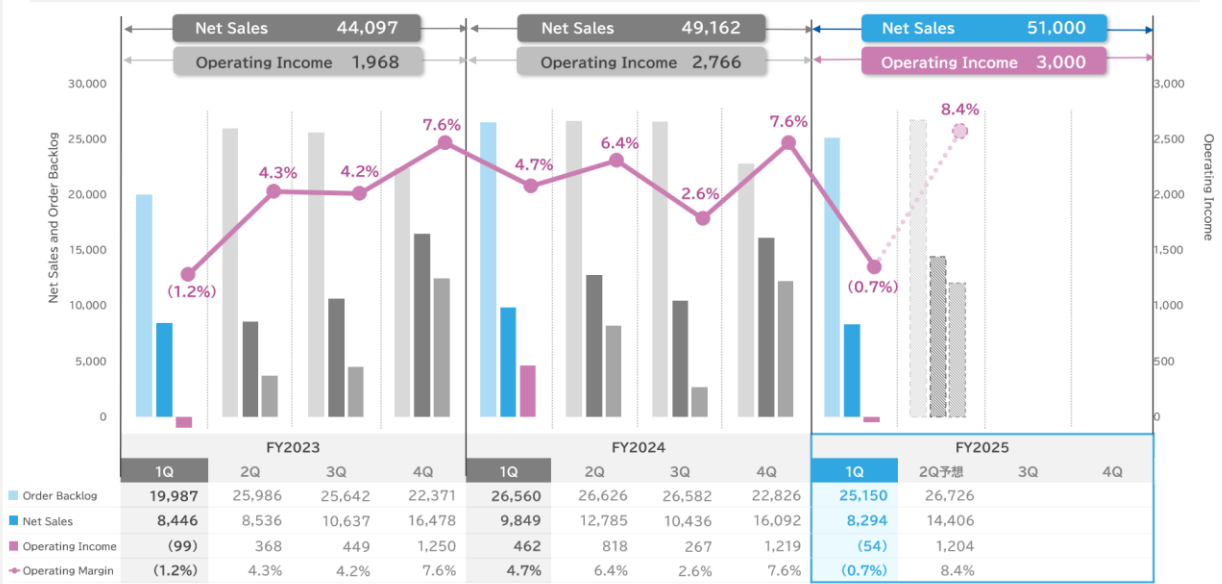 Net Sales 44,097 Net Sales 49,162 Net Sales 51,000
Operating Income 1,968 Operating Income 2,766 Operating Income 3,000
30,000 3,000
25,000 2,500
20,000 2,000
15,000 1,500
10,000 1,000
5,000 500
0 0
Net Sales and Order Backlog
Operating Income
(1.2%) 4.3% 4.2% 7.6% 4.7% 6.4% 2.6% 7.6% (0.7%) 8.4%
FY2023 FY2024 FY2025
1Q 2Q 3Q 4Q 1Q 2Q 3Q 4Q 1Q 2Q予想 3Q 4Q
Order Backlog 19,987 25,986 25,642 22,371 26,560 26,626 26,582 22,826 25,150 26,726
Net Sales 8,446 8,536 10,637 16,478 9,849 12,785 10,436 16,092 8,294 14,406
Operating Income (99) 368 449 1,250 462 818 267 1,219 (54) 1,204
Operating Margin (1.2%) 4.3% 4.2% 7.6% 4.7% 6.4% 2.6% 7.6% (0.7%) 8.4%